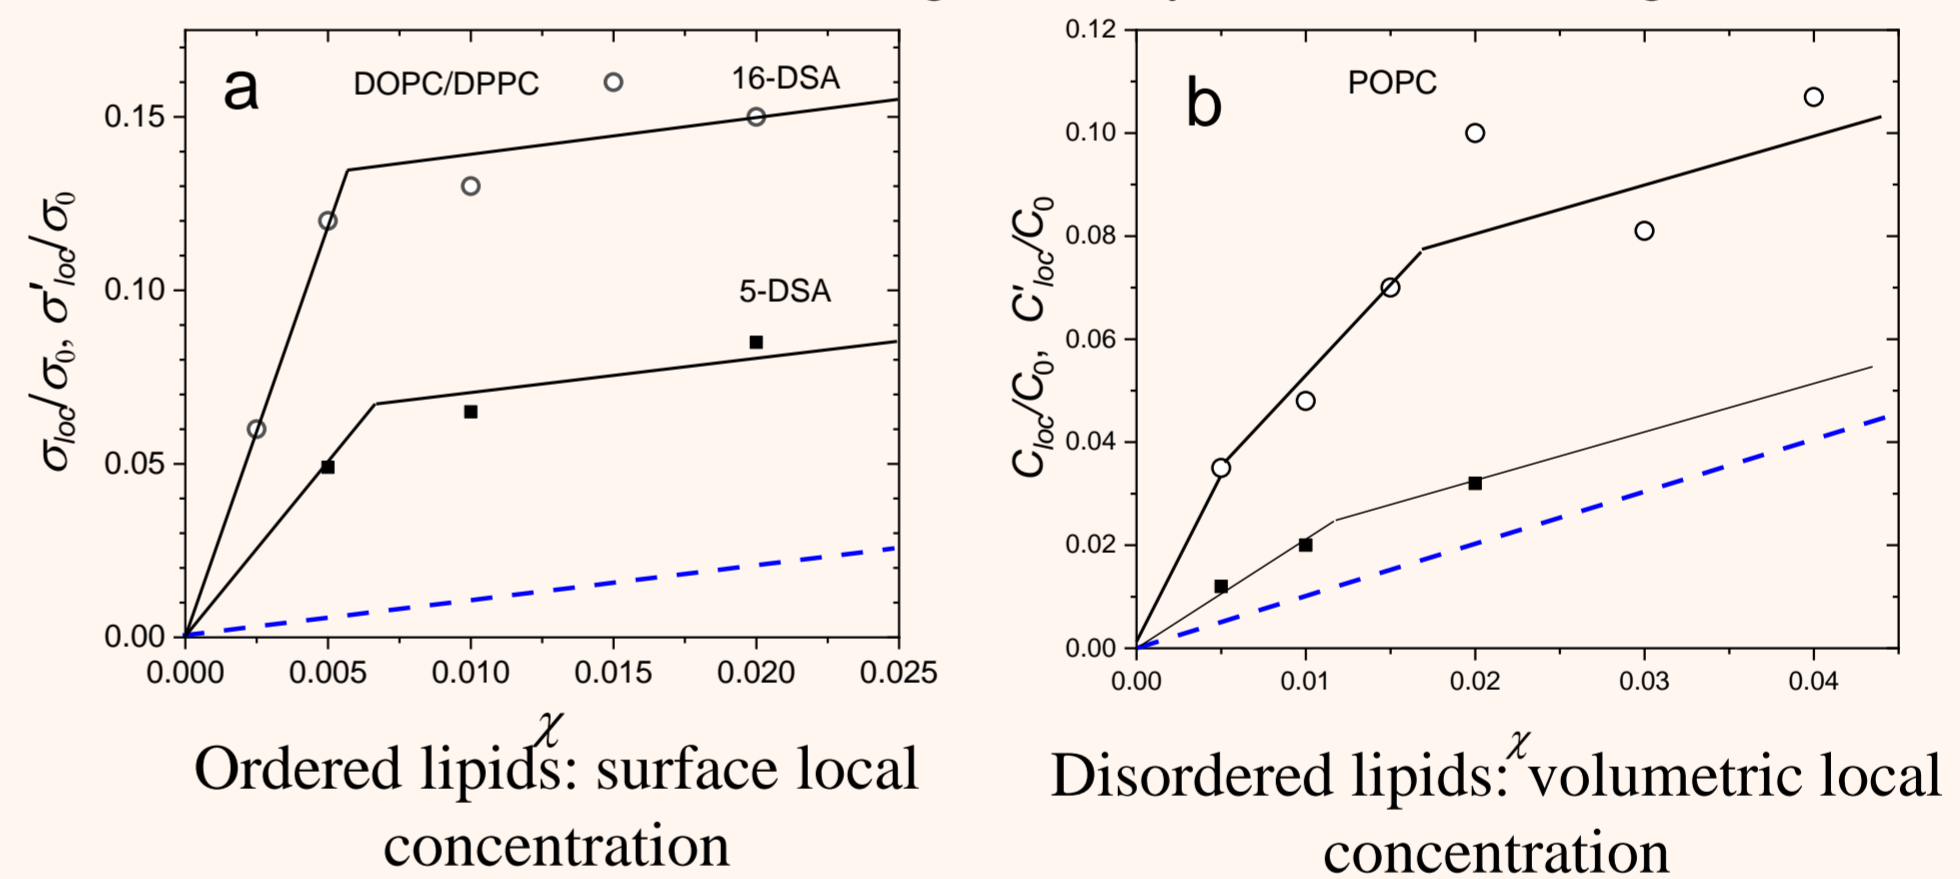 a
DOPC/DPPC
16-DSA
5-DSA
0.15
0.10
0.05
0.00
σloc/σ0, σ'loc/σ0
0.000 0.005 0.010 0.015 0.020 0.025
χ
Ordered lipids: surface local
concentration
b
POPC
0.12
0.10
0.08
0.06
0.04
0.02
0.00
Cloc/C0, C'loc/C0
0.00 0.01 0.02 0.03 0.04
χ
Disordered lipids: volumetric local
concentration